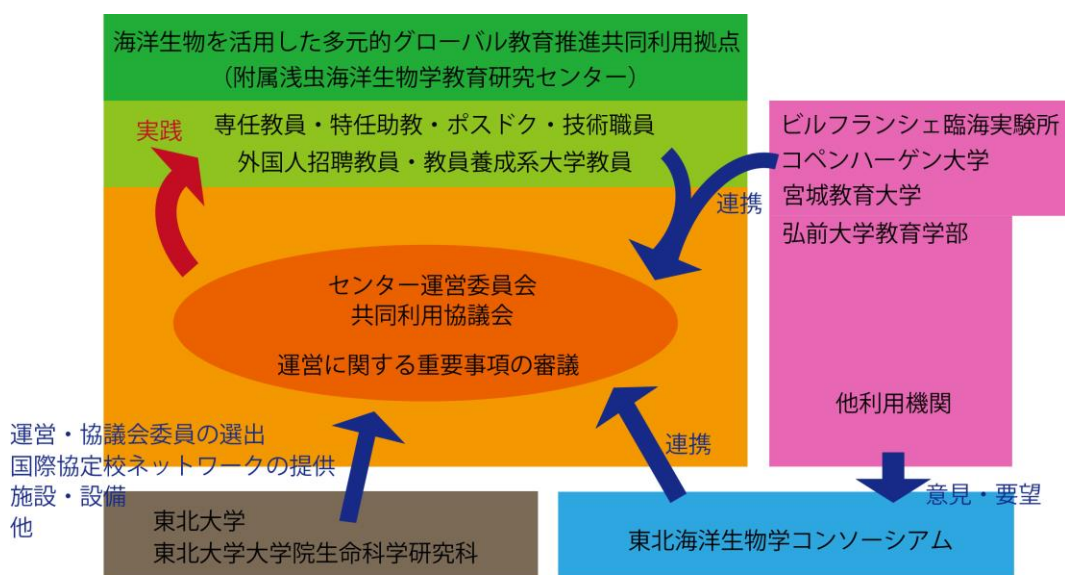 海洋生物を活用した多元的グローバル教育推進共同利用拠点
（附属浅虫海洋生物学教育研究センター）
実践
専任教員・特任助教・ポスドク・技術職員
外国人招聘教員・教員養成系大学教員
ビルフランシェ臨海実験所
コペンハーゲン大学
宮城教育大学
弘前大学教育学部
連携
センター運営委員会
共同利用協議会
運営に関する重要事項の審議
他利用機関
運営・協議会委員の選出
国際協定校ネットワークの提供
施設・設備
他
連携
意見・要望
東北大学
東北大学大学院生命科学研究科
東北海洋生物学コンソーシアム